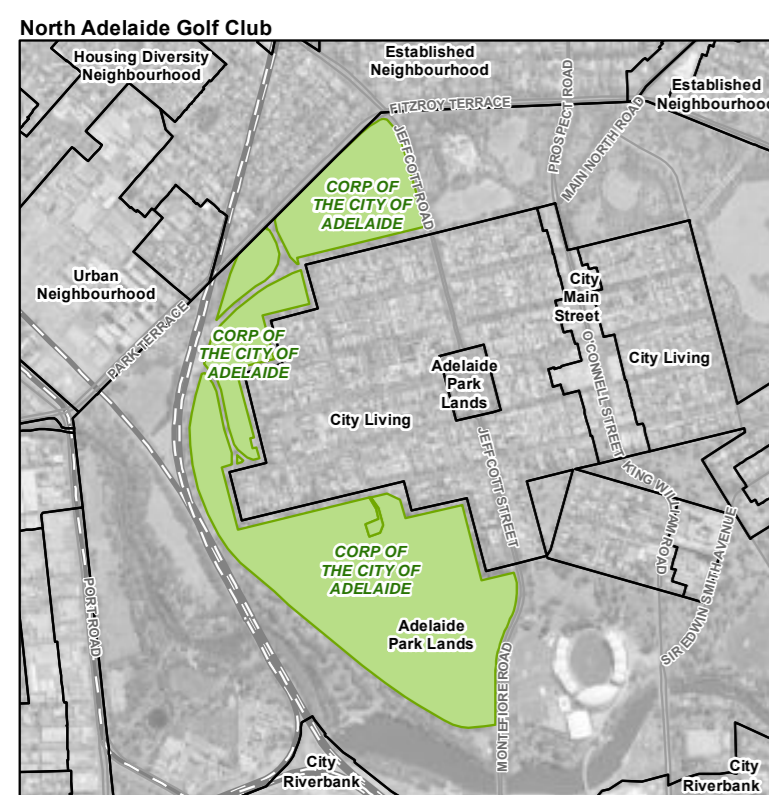 North Adelaide Golf Club
Housing Diversity
Neighbourhood
Established
Neighbourhood
Established
Neighbourhood
FITZROY TERRACE
PROSPECT ROAD
MAIN NORTH ROAD
JEFFCOTT ROAD
CORP OF
THE CITY OF
ADELAIDE
Urban
Neighbourhood
PARK TERRACE
City
Main
Street
O'CONNELL STREET
CORP OF
THE CITY OF
ADELAIDE
Adelaide
Park
Lands
City Living
City Living
JEFFCOTT STREET
KING WILLIAM ROAD
SIR EDWIN SMITH AVENUE
CORP OF
THE CITY OF
ADELAIDE
Adelaide
Park Lands
PORT ROAD
MONTEFIORE ROAD
City
Riverbank
City
Riverbank